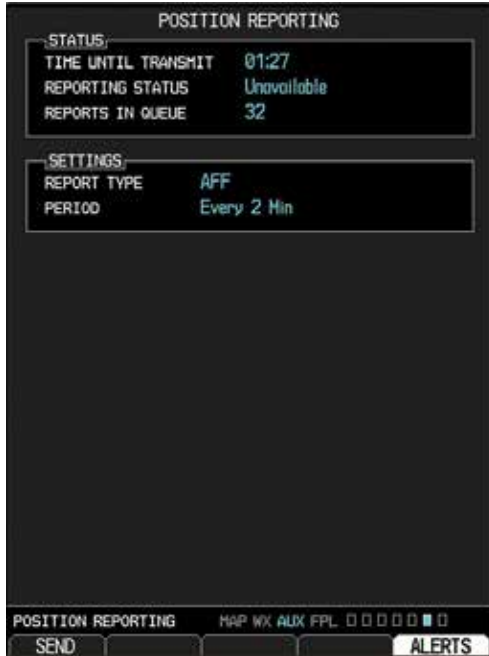 POSITION REPORTING
STATUS
TIME UNTIL TRANSMIT 01:27
REPORTING STATUS Unavailable
REPORTS IN QUEUE 32
SETTINGS
REPORT TYPE AFF
PERIOD Every 2 Min
POSITION REPORTING MAP WX AUX FPL
SEND ALERTS